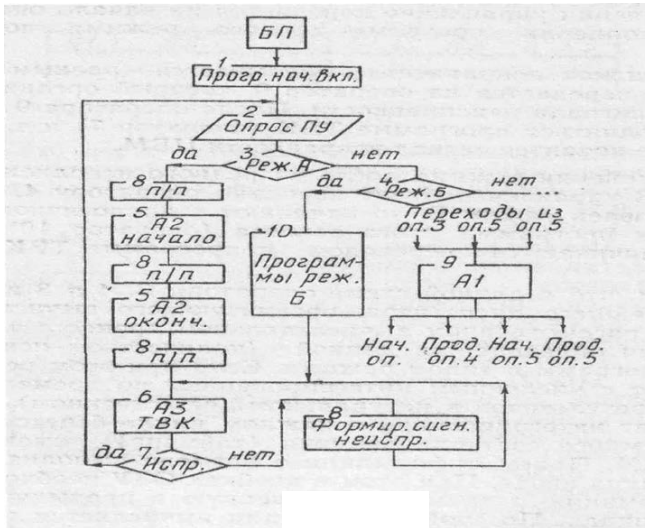 БП
1
Прогр.нач.вкл.
2
Опрос ПУ
да 3 Реж.А нет
да 4 Реж.Б нет
8
п/п
5
А2
начало
8
п/п
5
А2
оконч.
8
п/п
6
А3
ТВК
да 7 Испр. нет
10
Програм-
мы реж.
Б
Переходы из
оп.3 оп.5 оп.5
9
А1
Нач. Прод. Нач. Прод.
оп. оп.4 оп.5 оп.5
8
Формир.сигн.
неиспр.